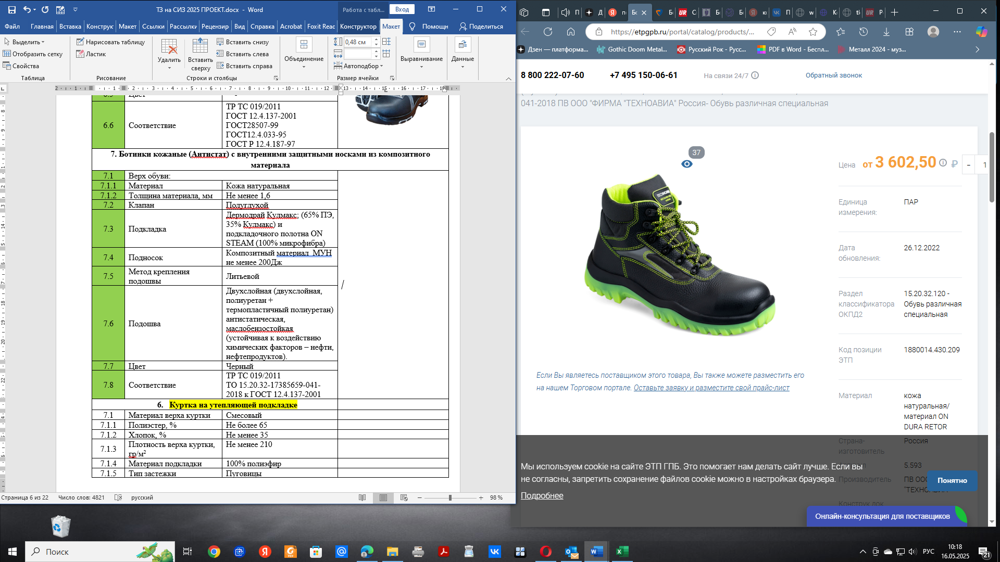 ТЗ на СИЗ 2025 ПРОЕКТ.docx - Word
Работа с табл...
Вход
Файл Главная Вставка Конструк Макет Ссылки Рассылки Рецензир Вид Справка Acrobat Foxit Reac Конструктор Макет Помощн Поделиться
Выделить
Отобразить сетку
Свойства
Таблица
Нарисовать таблицу
Ластик
Рисование
Удалить
Вставить сверху
Вставить снизу
Вставить слева
Вставить справа
Строки и столбцы
Объединение
0,48 см
Автоподбор
Размер ячейки
Выравнивание
Данные
6.6 Соответствие
ТР ТС 019/2011
ГОСТ 12.4.137-2001
ГОСТ28507-99
ГОСТ12.4.033-95
ГОСТ Р 12.4.187-97
7. Ботинки кожаные (Антистат) с внутренними защитными носками из композитного
материала
7.1 Верх обуви:
7.1.1 Материал Кожа натуральная
7.1.2 Толщина материала, мм Не менее 1,6
7.2 Клапан Полуглухой
7.3 Подкладка
Дермодрай Кулмакс: (65% ПЭ,
35% Кулмакс) и
подкладочного полотна ON
STEAM (100% микрофибра)
7.4 Подносок
Композитный материал МУН
не менее 200Дж
7.5 Метод крепления
подошвы
Литьевой
7.6 Подошва
Двухслойная (двухслойная,
полиуретан +
термопластичный полиуретан)
антистатическая,
маслобензостойкая
(устойчивая к воздействию
химических факторов – нефти,
нефтепродуктов).
7.7 Цвет Черный
7.8 Соответствие
ТР ТС 019/2011
ТО 15.20.32-17385659-041-
2018 к ГОСТ 12.4.137-2001
6. Куртка на утепляющей подкладке
7.1 Материал верха куртки Смесовый
7.1.1 Полиэстер, % Не более 65
7.1.2 Хлопок, % Не менее 35
7.1.3 Плотность верха куртки,
гр/м²
Не менее 210
7.1.4 Материал подкладки 100% полиэфир
7.1.5 Тип застежки Пуговицы
Страница 6 из 22 Число слов: 4821 русский 98 %
https://etpgpb.ru/portal/catalog/products/...
Дзен — платформа... Gothic Doom Metal... Русский Рок - Русс... PDF в Word - Беспл... Металл 2024 - муз...
8 800 222-07-60 +7 495 150-06-61 На связи 24/7 Обратный звонок
041-2018 ПВ ООО "ФИРМА "ТЕХНОАВИА" Россия- Обувь различная специальная
37
Цена от 3 602,50 ₽ - 1
Единица
измерения:
ПАР
Дата
обновления:
26.12.2022
Раздел
классификатора
ОКПД2
15.20.32.120 -
Обувь различная
специальная
Код позиции
ЭТП
1880014.430.209
Если Вы являетесь поставщиком этого товара, Вы также можете разместить его
на нашем Торговом портале. Оставьте заявку и разместите свой прайс-лист
Материал
кожа
натуральная/
материал ON
DURA RETOR
Страна-
изготовитель
Россия
5.593
Производитель
ПВ ООО
Мы используем cookie на сайте ЭТП ГПБ. Это помогает нам делать сайт лучше. Если вы
не согласны, запретить сохранение файлов cookie можно в настройках браузера.
Подробнее
Понятно
Онлайн-консультация для поставщиков
Поиск
РУС
10:18
16.05.2025
21